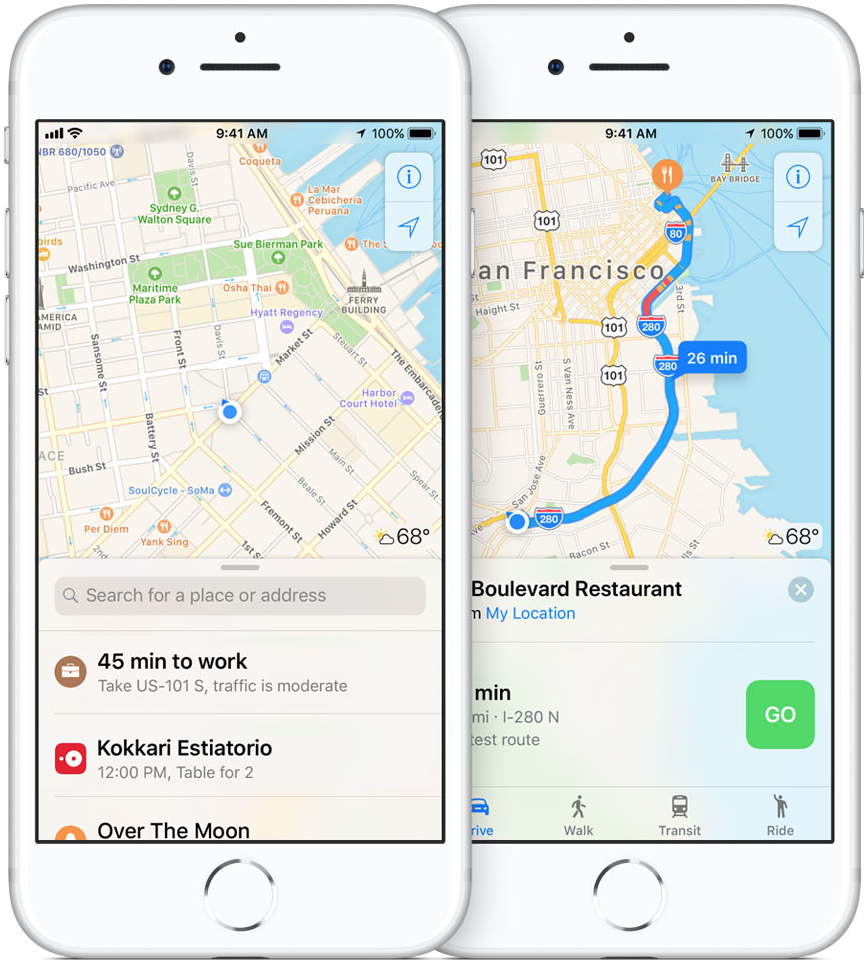 9:41 AM
100%
NBR 680/1050
Coqueta
Davis St
Pacific Ave
La Mar
Cebichería
Peruana
Sydney G.
Walton Square
birds
The S
Sue Bierman Park
Washington St
Maritime
Plaza Park
Osha Thai
FERRY
BUILDING
Hyatt Regency
AMERICA
AMID
Sansome St
Front St
Davis St
Market St
Steuart St
The Embarcadero
Harbor
Court Hotel
Battery St
Mission St
ACE
Bush St
Main St
SoulCycle - SoMa
Beale St
Spear St
Per Diem
Yank Sing
Fremont St
Howard St
2nd
1st S
68°
Search for a place or address
45 min to work
Take US-101 S, traffic is moderate
Kokkari Estiatorio
12:00 PM, Table for 2
Over The Moon
9:41 AM
100%
101
BAY BRIDGE
101
80
an Francisco
St
Haight St
3rd St
101
280
280
26 min
101
Guerrero St
S Van Ness Ave
San Jose Ave
280
Bacon St
ls St
68°
Boulevard Restaurant
m My Location
min
mi · I-280 N
test route
GO
rive
Walk
Transit
Ride